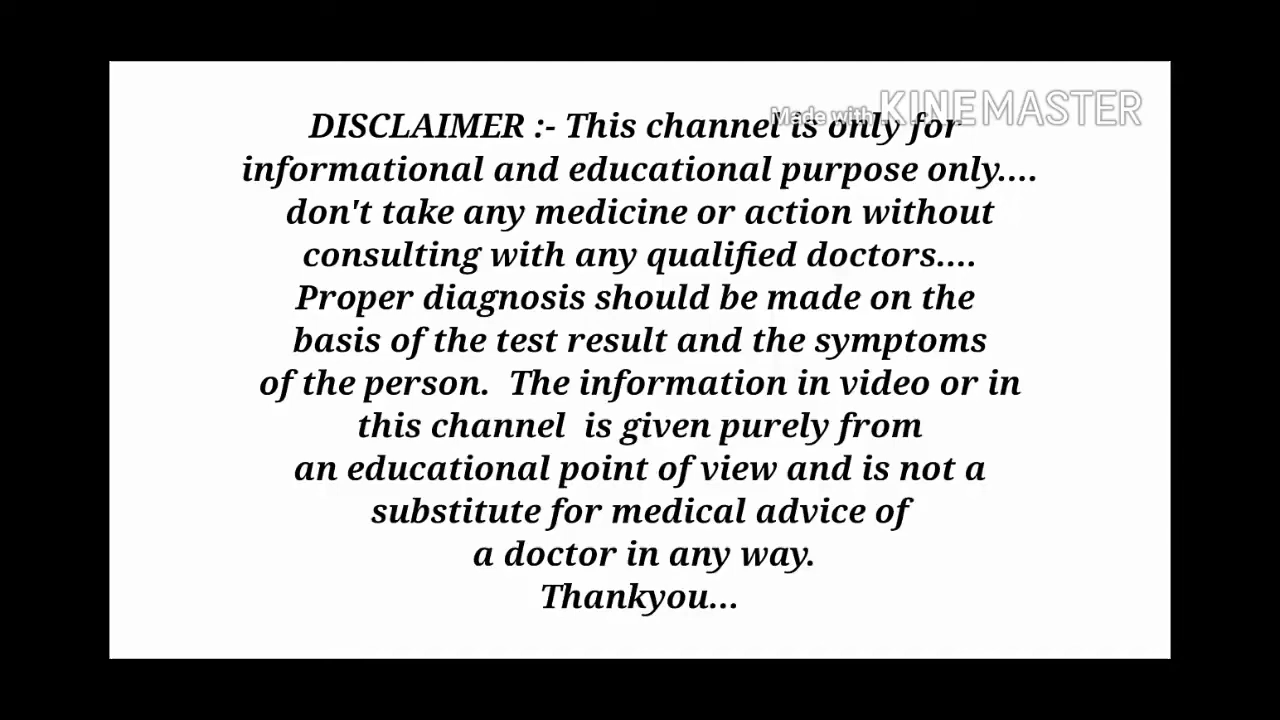 Made with KINEMASTER
DISCLAIMER :- This channel is only for
informational and educational purpose only....
don't take any medicine or action without
consulting with any qualified doctors....
Proper diagnosis should be made on the
basis of the test result and the symptoms
of the person.  The information in video or in
this channel  is given purely from
an educational point of view and is not a
substitute for medical advice of
a doctor in any way.
Thankyou...